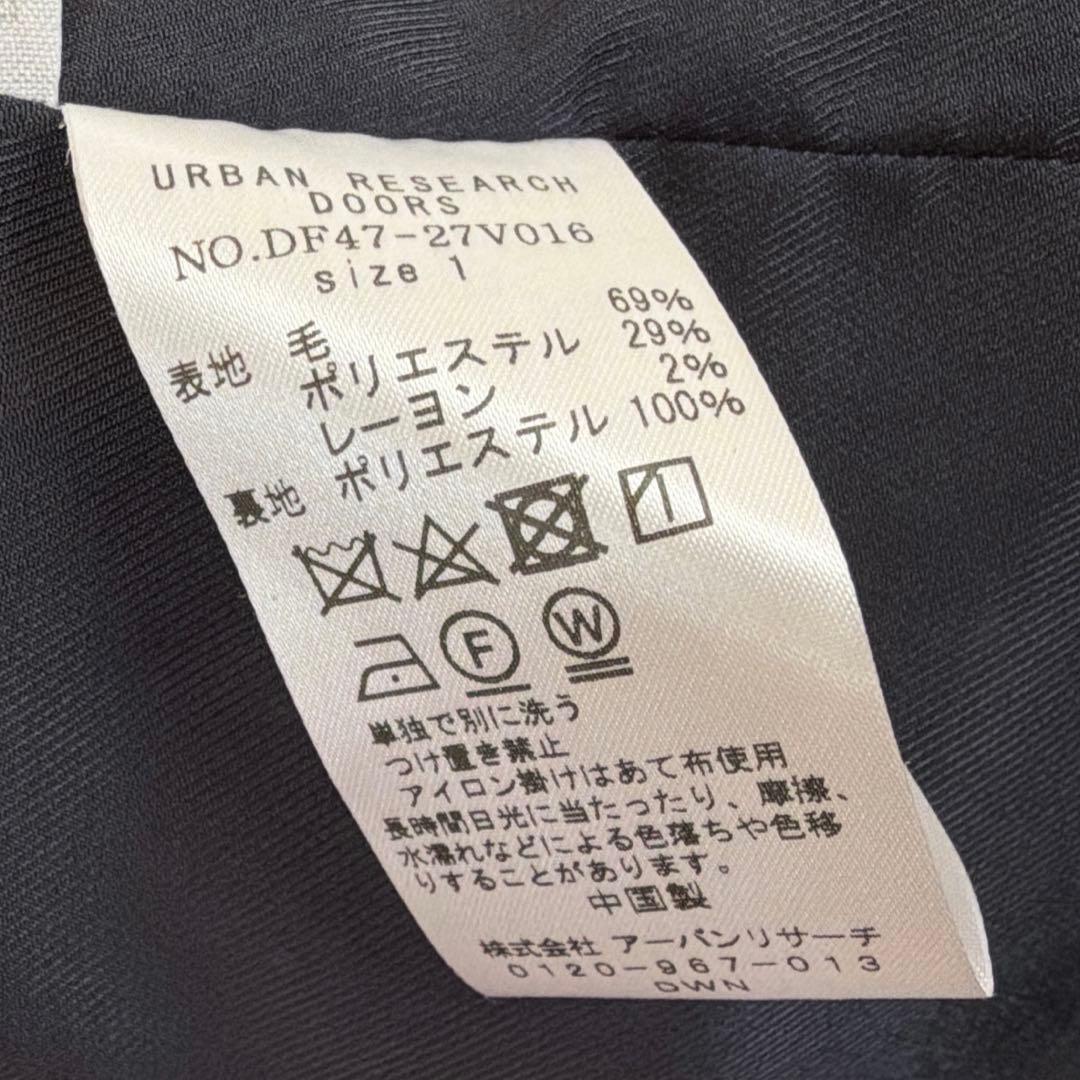 URBAN RESEARCH
DOORS
NO.DF47-27V016
size 1
表地 毛 69%
ポリエステル 29%
レーヨン 2%
裏地 ポリエステル 100%
F W
単独で別に洗う
つけ置き禁止
アイロン掛けはあて布使用
長時間日光に当たったり、摩擦、
水濡れなどによる色落ちや色移
りすることがあります。
中国製
株式会社 アーバンリサーチ
0120-967-013
DWN